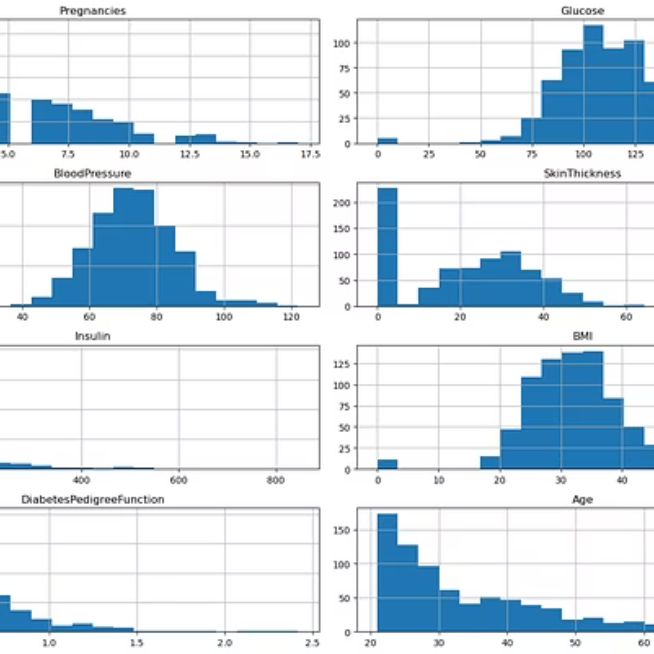 Pregnancies Glucose
100
75
50
25
0
5.0 7.5 10.0 12.5 15.0 17.5 0 25 50 75 100 125
BloodPressure SkinThickness
200
150
100
50
0
40 60 80 100 120 0 20 40 60
Insulin BMI
125
100
75
50
25
0
400 600 800 0 10 20 30 40
DiabetesPedigreeFunction Age
150
100
50
0
1.0 1.5 2.0 2.5 20 30 40 50 60